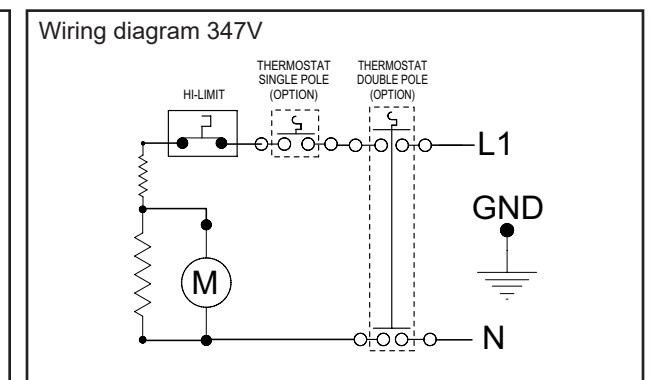 Wiring diagram 347V
HI-LIMIT
THERMOSTAT
SINGLE POLE
(OPTION)
THERMOSTAT
DOUBLE POLE
(OPTION)
L1
GND
M
N